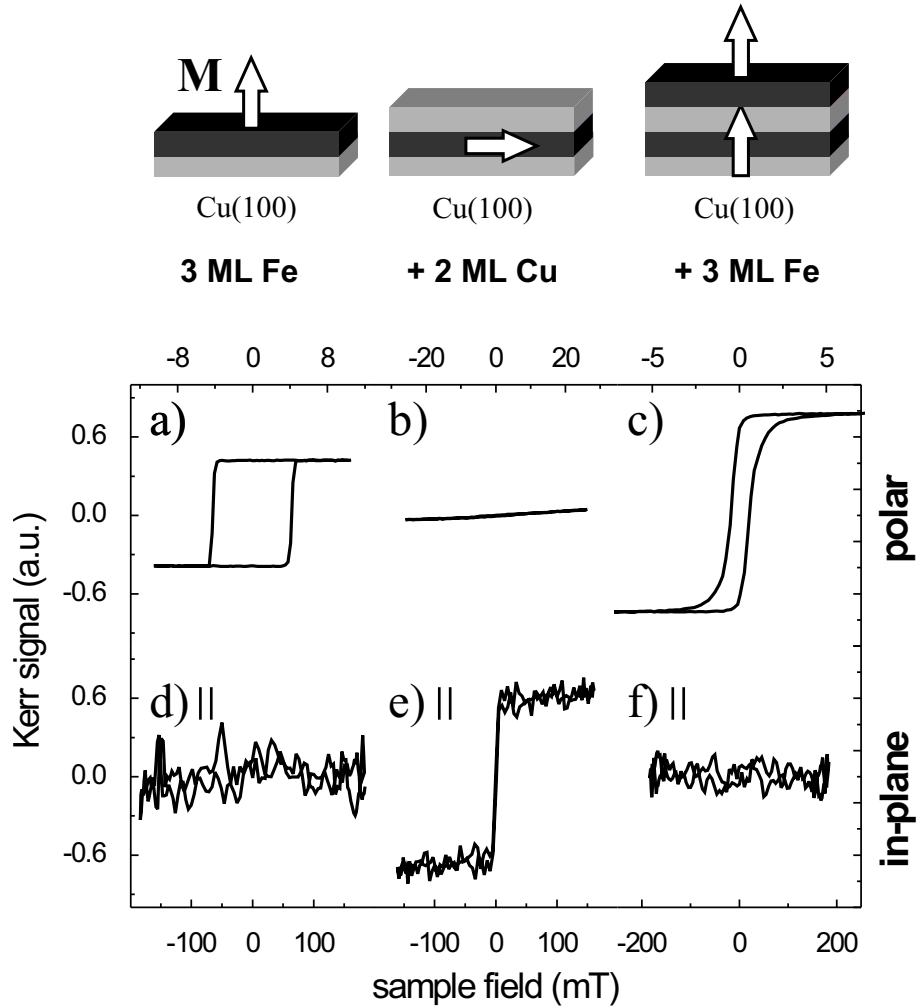 M
Cu(100) Cu(100) Cu(100)
3 ML Fe + 2 ML Cu + 3 ML Fe
-8 0 8 -20 0 20 -5 0 5
a) b) c)
0.6
0.0
-0.6
polar
d) || e) || f) ||
0.6
0.0
-0.6
in-plane
Kerr signal (a.u.)
-100 0 100 -100 0 100 -200 0 200
sample field (mT)